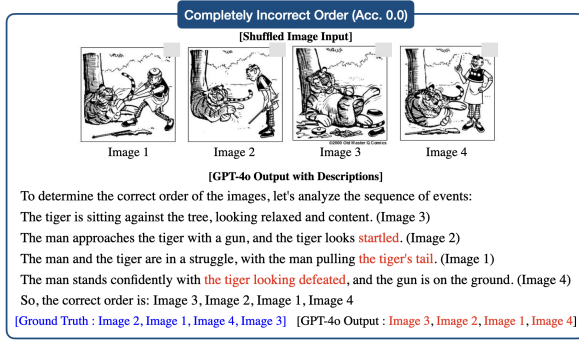 Completely Incorrect Order (Acc. 0.0)
[Shuffled Image Input]
©2000 Old Master Q Comics
Image 1 Image 2 Image 3 Image 4
[GPT-4o Output with Descriptions]
To determine the correct order of the images, let's analyze the sequence of events:
The tiger is sitting against the tree, looking relaxed and content. (Image 3)
The man approaches the tiger with a gun, and the tiger looks startled. (Image 2)
The man and the tiger are in a struggle, with the man pulling the tiger's tail. (Image 1)
The man stands confidently with the tiger looking defeated, and the gun is on the ground. (Image 4)
So, the correct order is: Image 3, Image 2, Image 1, Image 4
[Ground Truth : Image 2, Image 1, Image 4, Image 3] [GPT-4o Output : Image 3, Image 2, Image 1, Image 4]